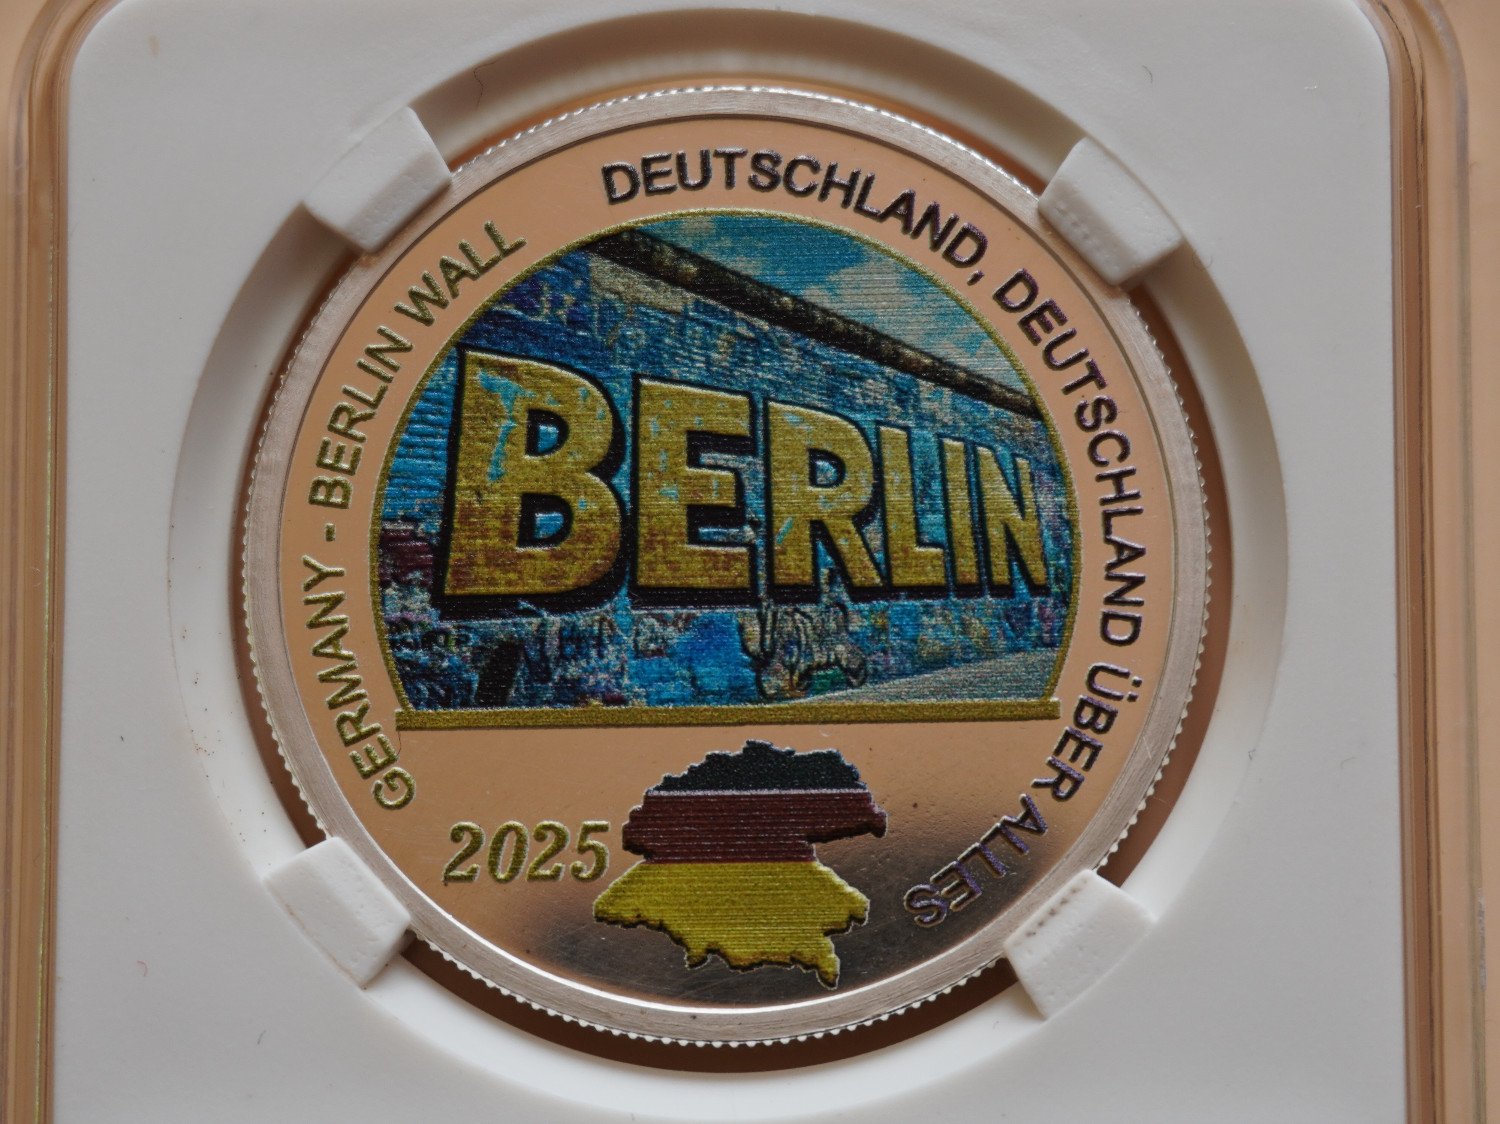 GERMANY - BERLIN WALL
DEUTSCHLAND, DEUTSCHLAND ÜBER ALLES
BERLIN
2025